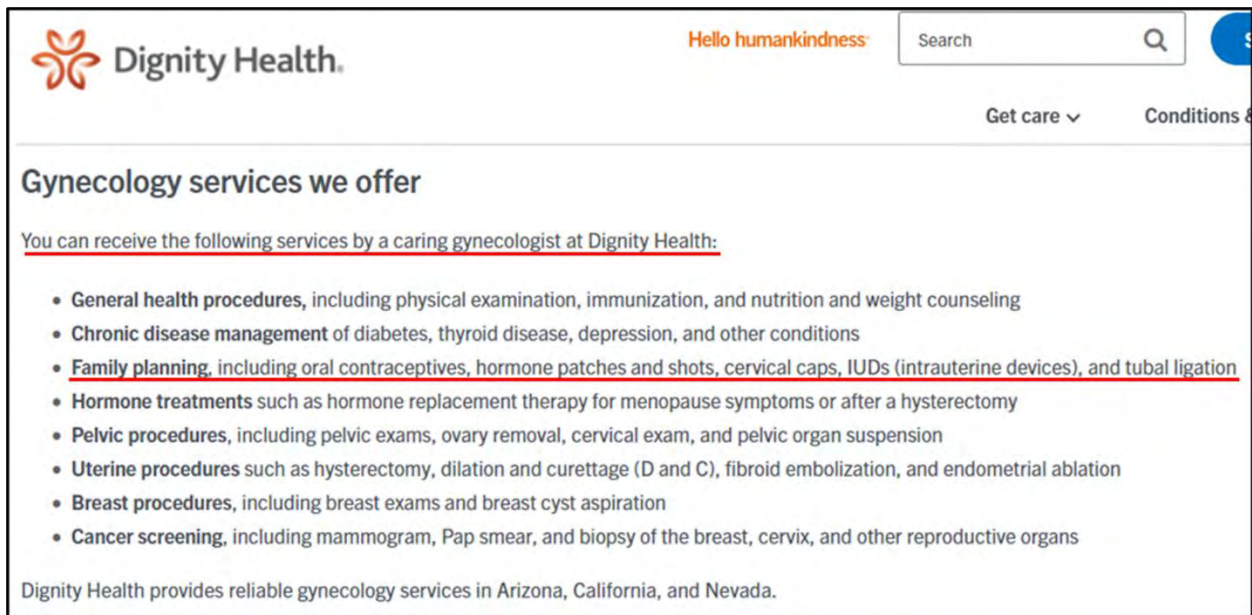 Hello humankindness
Search
Dignity Health.
Get care
Conditions &
Gynecology services we offer
You can receive the following services by a caring gynecologist at Dignity Health:
• General health procedures, including physical examination, immunization, and nutrition and weight counseling
• Chronic disease management of diabetes, thyroid disease, depression, and other conditions
• Family planning, including oral contraceptives, hormone patches and shots, cervical caps, IUDs (intrauterine devices), and tubal ligation
• Hormone treatments such as hormone replacement therapy for menopause symptoms or after a hysterectomy
• Pelvic procedures, including pelvic exams, ovary removal, cervical exam, and pelvic organ suspension
• Uterine procedures such as hysterectomy, dilation and curettage (D and C), fibroid embolization, and endometrial ablation
• Breast procedures, including breast exams and breast cyst aspiration
• Cancer screening, including mammogram, Pap smear, and biopsy of the breast, cervix, and other reproductive organs
Dignity Health provides reliable gynecology services in Arizona, California, and Nevada.